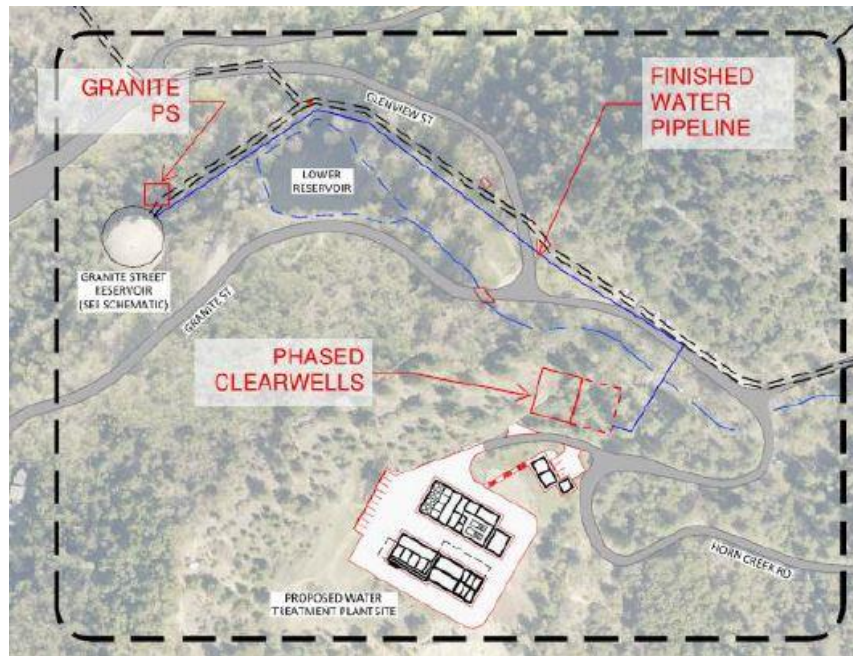 GRANITE
PS
GLENVIEW ST
FINISHED
WATER
PIPELINE
LOWER
RESERVOIR
GRANITE STREET
RESERVOIR
(SEE SCHEMATIC)
GRANITE ST
PHASED
CLEARWELLS
HORN CREEK RD
PROPOSED WATER
TREATMENT PLANT SITE